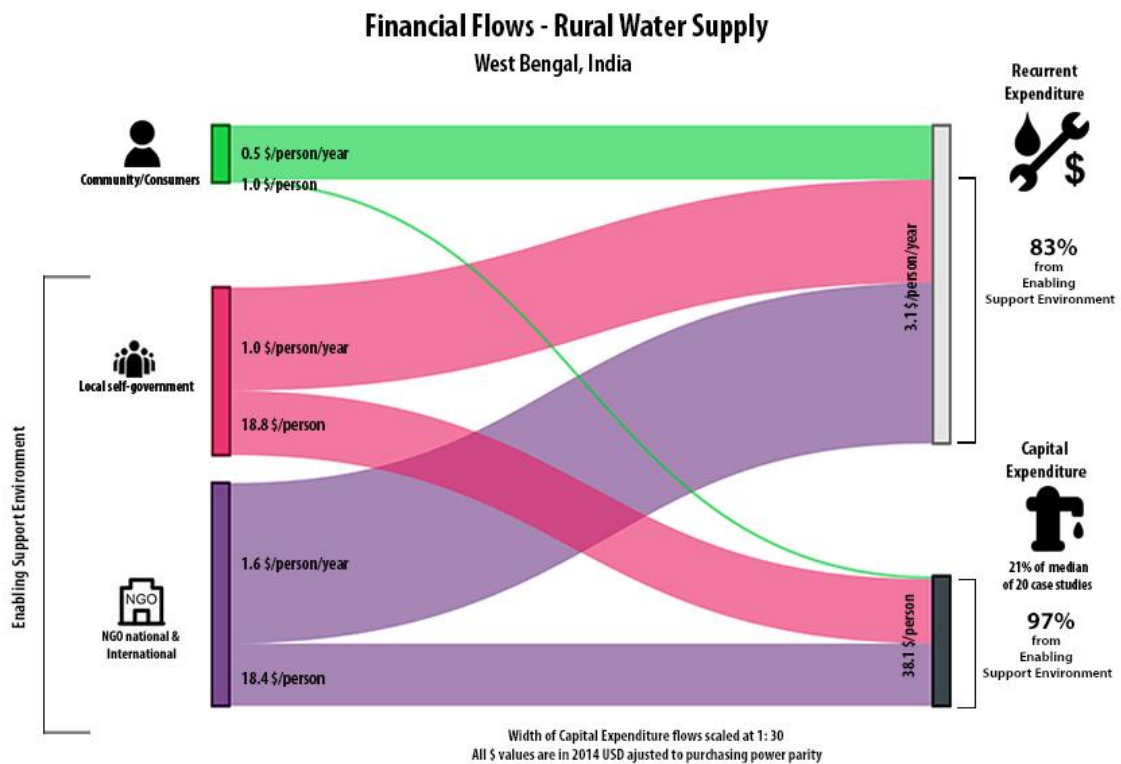 Financial Flows - Rural Water Supply
West Bengal, India
Recurrent
Expenditure
$
Community/Consumers
0.5 $/person/year
1.0 $/person
3.1 $/person/year
83%
from
Enabling
Support Environment
Enabling Support Environment
Local self-government
1.0 $/person/year
18.8 $/person
Capital
Expenditure
21% of median
of 20 case studies
NGO
NGO national &
International
1.6 $/person/year
18.4 $/person
38.1 $/person
97%
from
Enabling
Support Environment
Width of Capital Expenditure flows scaled at 1: 30
All $ values are in 2014 USD ajusted to purchasing power parity